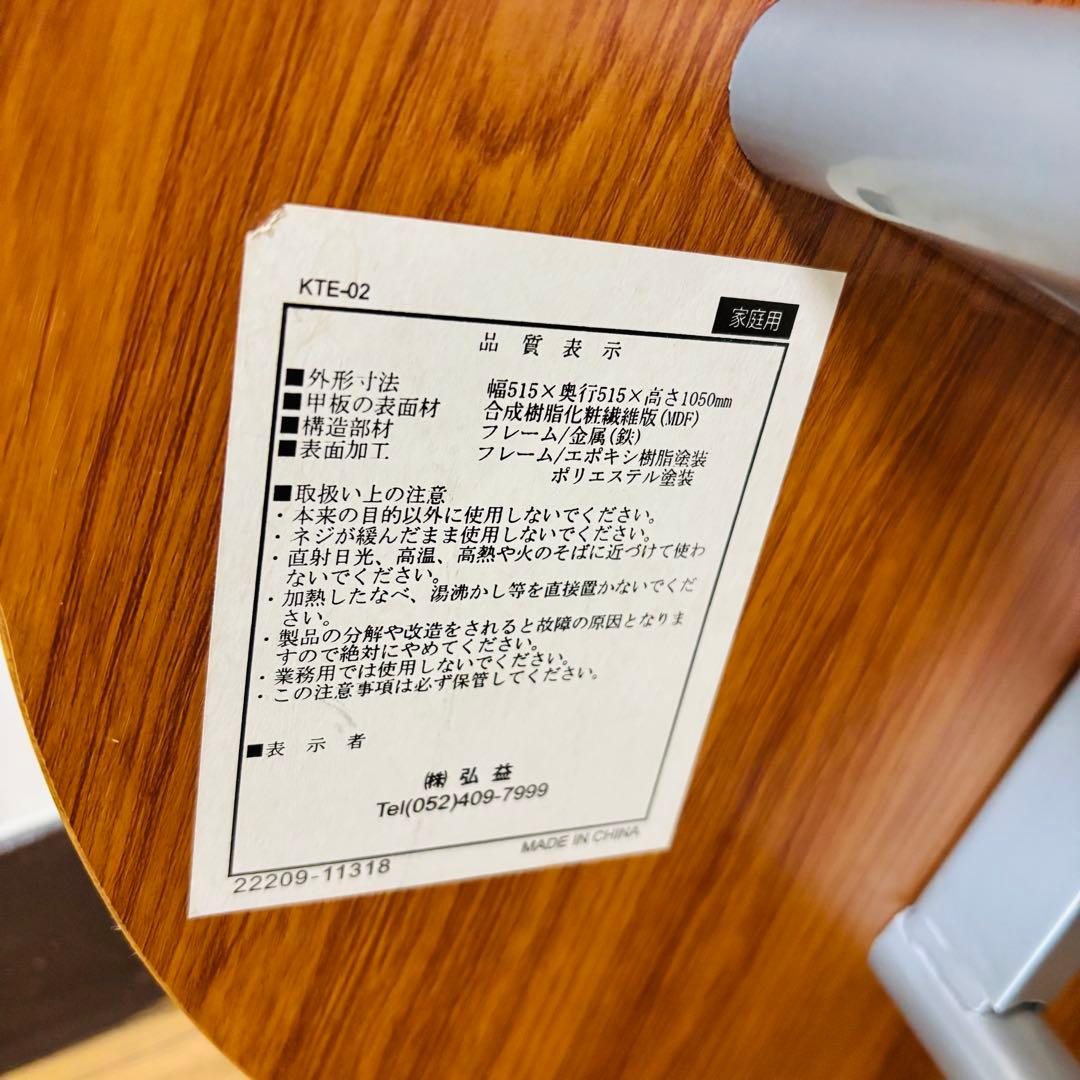 KTE-02
家庭用
品質表示
■外形寸法 幅515×奥行515×高さ1050mm
■甲板の表面材 合成樹脂化粧繊維版(MDF)
■構造部材 フレーム/金属(鉄)
■表面加工 フレーム/エポキシ樹脂塗装
ポリエステル塗装
■取扱い上の注意
・本来の目的以外に使用しないでください。
・ネジが緩んだまま使用しないでください。
・直射日光、高温、高熱や火のそばに近づけて使わ
ないでください。
・加熱したなべ、湯沸かし等を直接置かないでくだ
さい。
・製品の分解や改造をされると故障の原因となりま
すので絶対にやめてください。
・業務用では使用しないでください。
・この注意事項は必ず保管してください。
■表示者
㈱弘益
Tel(052)409-7999
MADE IN CHINA
22209-11318